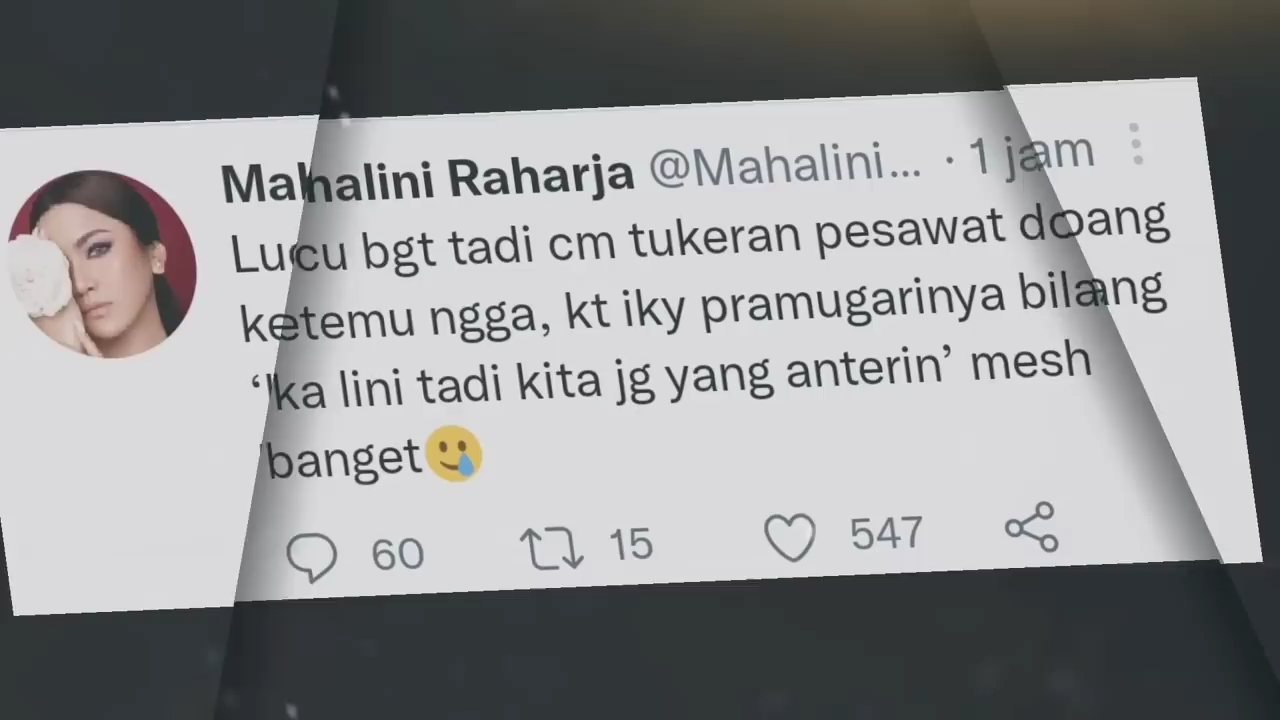 Mahalini Raharja @Mahalini... · 1 jam
Lucu bgt tadi cm tukeran pesawat doang
ketemu ngga, kt iky pramugarinya bilang
‘ka lini tadi kita jg yang anterin’ mesh
banget🥲
60 15 547